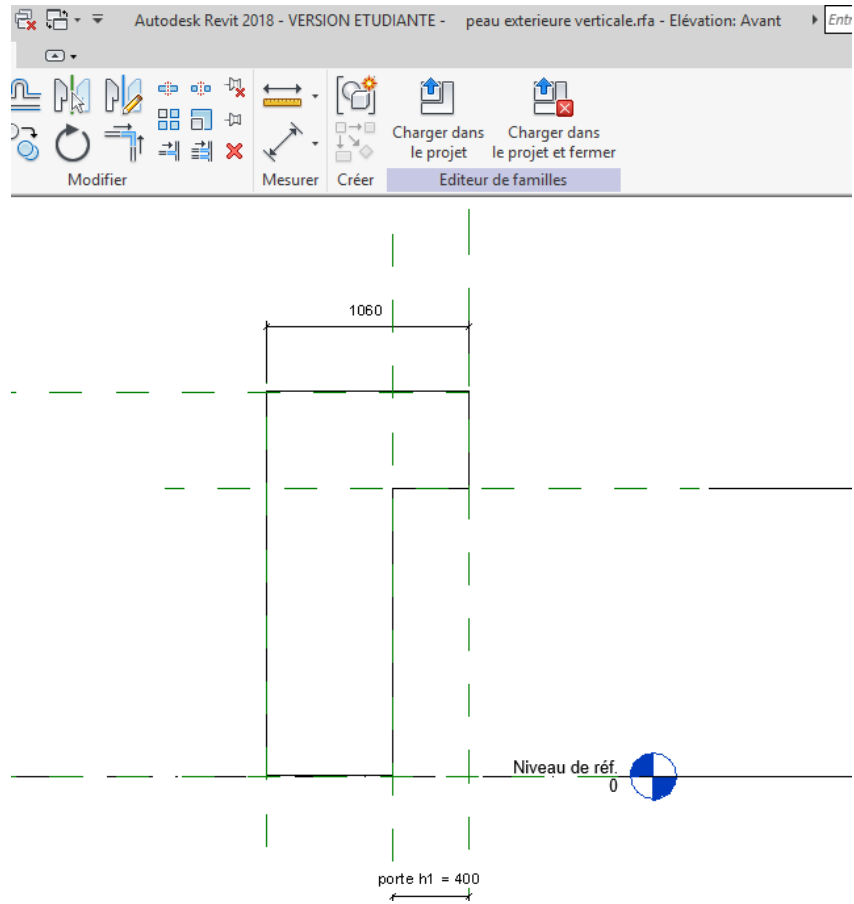 Autodesk Revit 2018 - VERSION ETUDIANTE - peau exterieure verticale.rfa - Elévation: Avant
Entr
Charger dans
le projet
Charger dans
le projet et fermer
Modifier
Mesurer
Créer
Editeur de familles
1060
Niveau de réf.
0
porte h1 = 400